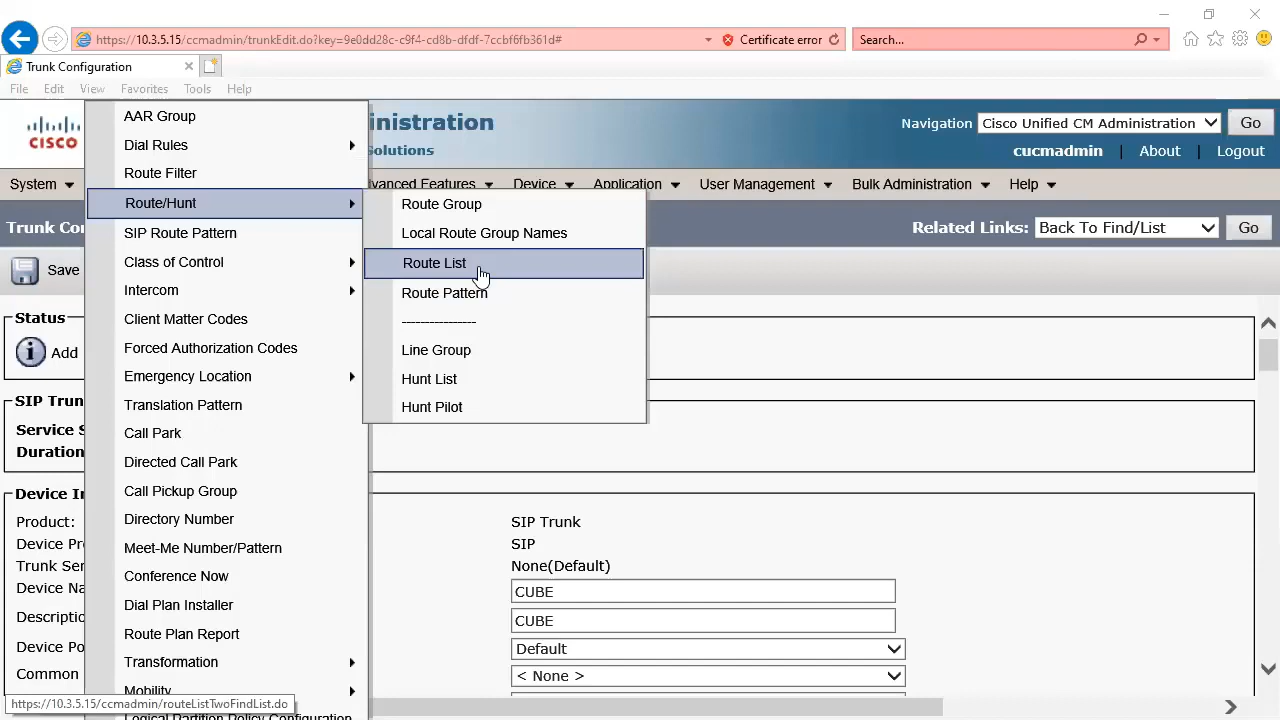 https://10.3.5.15/ccmadmin/trunkEdit.do?key=9e0dd28c-c9f4-cd8b-dfdf-7ccbf6fb361d#
Certificate error
Search...
Trunk Configuration
File Edit View Favorites Tools Help
CISCO
inistration
Solutions
Navigation Cisco Unified CM Administration Go
cucmadmin | About | Logout
System
dvanced Features Device Application User Management Bulk Administration Help
Trunk Co
Related Links: Back To Find/List Go
Save
Status
Add
SIP Trun
Service S
Duration
Device I
Product:
SIP Trunk
Device Pr
SIP
Trunk Ser
None(Default)
Device Na
CUBE
Descriptio
CUBE
Device Po
Default
Common
< None >
AAR Group
Dial Rules
Route Filter
Route/Hunt
SIP Route Pattern
Class of Control
Intercom
Client Matter Codes
Forced Authorization Codes
Emergency Location
Translation Pattern
Call Park
Directed Call Park
Call Pickup Group
Directory Number
Meet-Me Number/Pattern
Conference Now
Dial Plan Installer
Route Plan Report
Transformation
Mobility
Logical Partition Policy Configuration
Route Group
Local Route Group Names
Route List
Route Pattern
----------------
Line Group
Hunt List
Hunt Pilot
https://10.3.5.15/ccmadmin/routeListTwoFindList.do